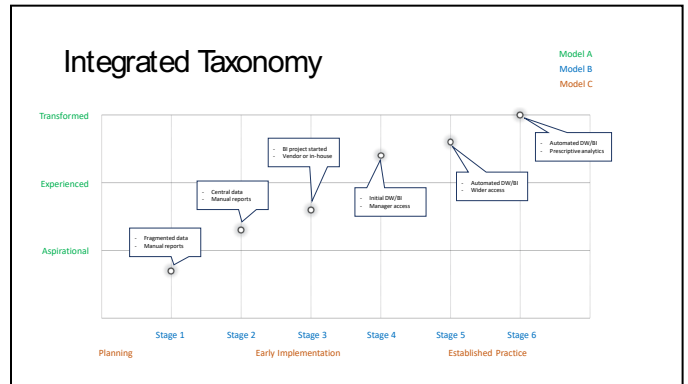 Integrated Taxonomy
Model A
Model B
Model C
Transformed
Experienced
Aspirational
- Fragmented data
- Manual reports
- Central data
- Manual reports
- BI project started
- Vendor or in-house
- Initial DW/BI
- Manager access
- Automated DW/BI
- Wider access
- Automated DW/BI
- Prescriptive analytics
Stage 1
Stage 2
Stage 3
Stage 4
Stage 5
Stage 6
Planning
Early Implementation
Established Practice